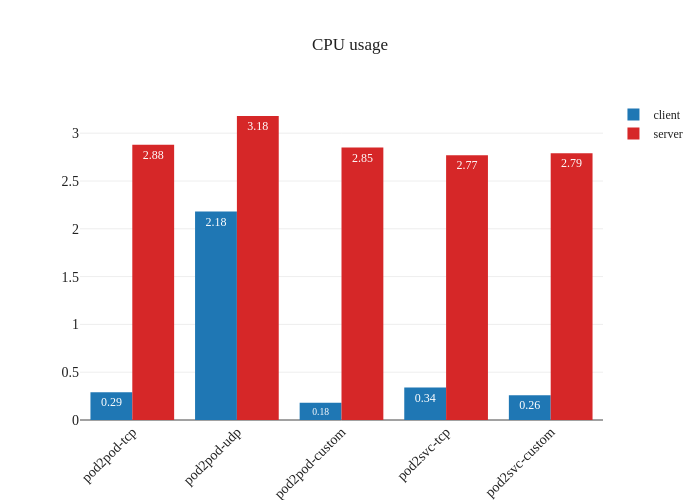 CPU usage
client
server
3
2.5
2
1.5
1
0.5
0
2.88
3.18
2.85
2.77
2.79
2.18
0.29
0.18
0.34
0.26
pod2pod-tcp
pod2pod-udp
pod2pod-custom
pod2svc-tcp
pod2svc-custom